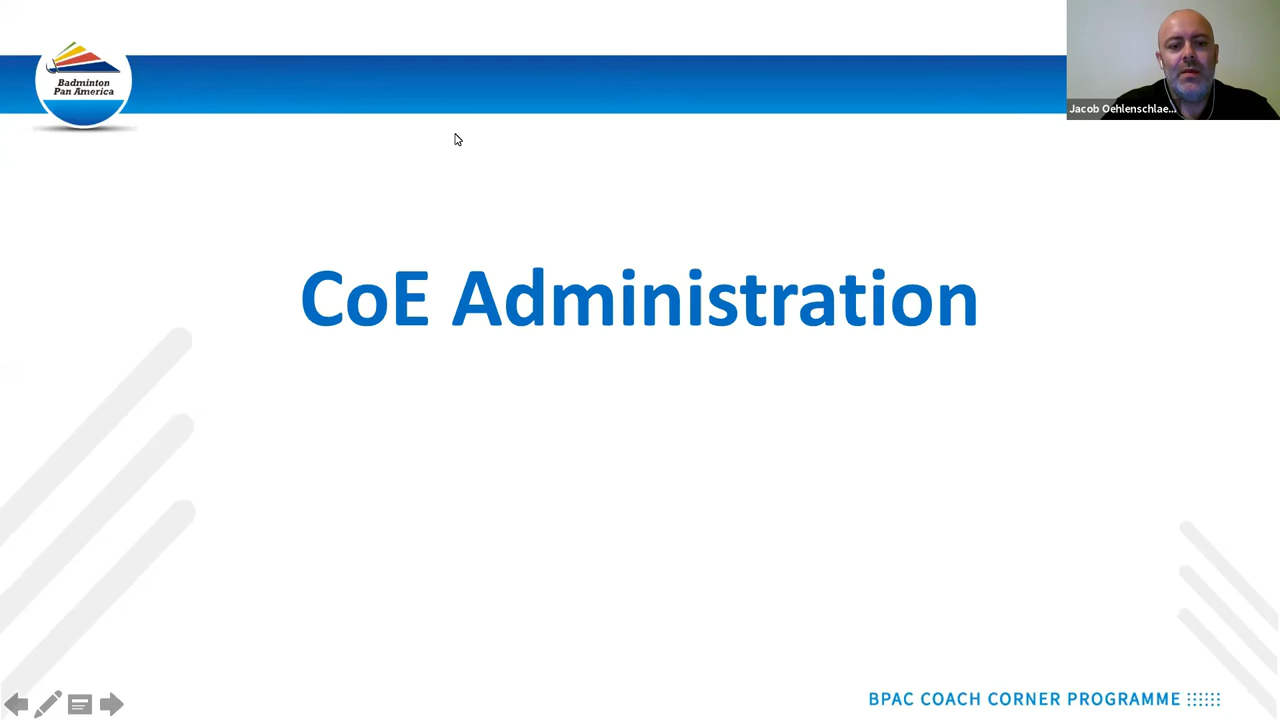 Badminton
Pan America
Jacob Oehlenschlae...
CoE Administration
BPAC COACH CORNER PROGRAMME